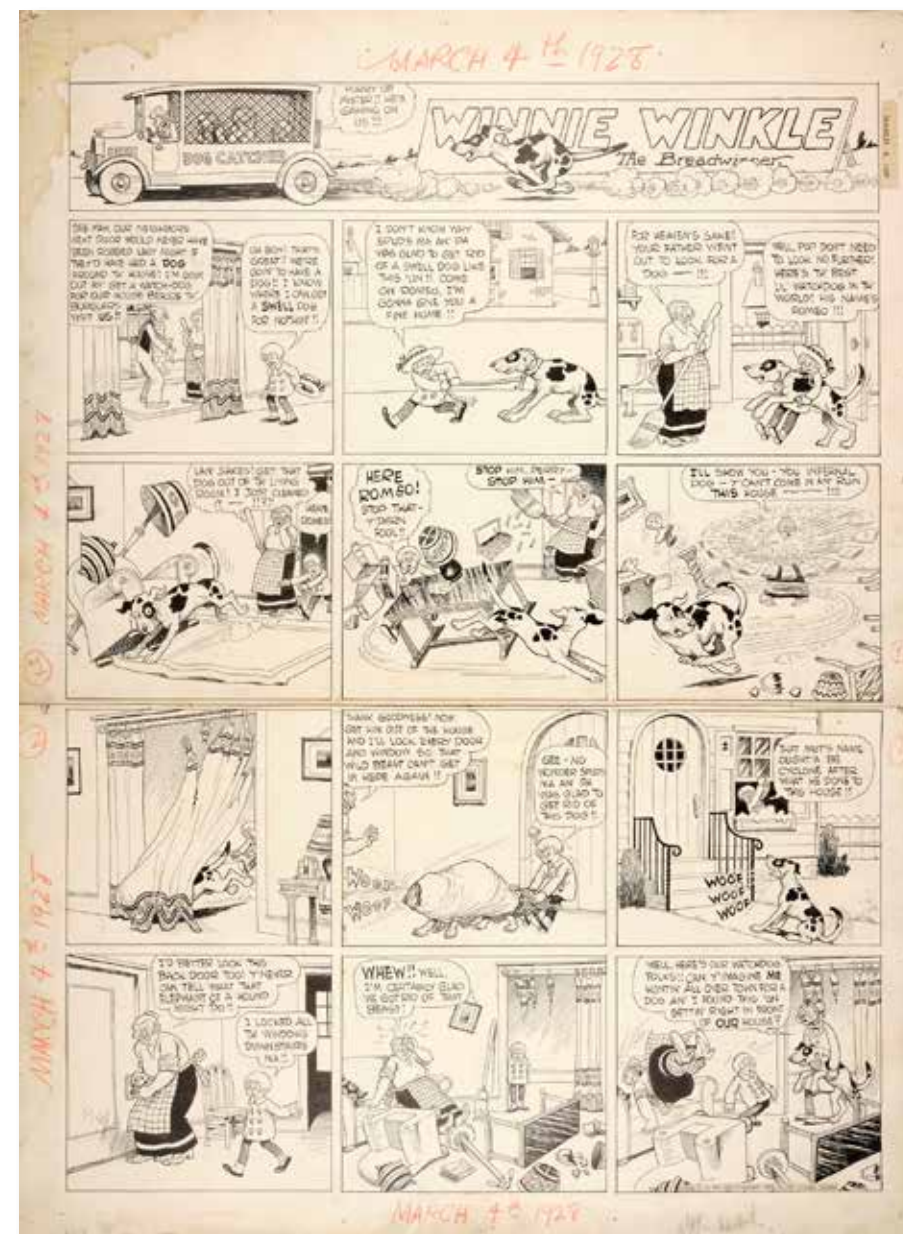 MARCH 4th 1928
HURRY UP
MISTER!! HE'S
GAINING ON
US!!
DOG CATCHER
WINNIE WINKLE
The Breadwinner
YES MAW, OUR NEIGHBORS
NEXT DOOR WOULD NEVER HAVE
BEEN ROBBED LAST NIGHT IF
THEY'D HAVE HAD A DOG
AROUND TH' HOUSE! I'M GOIN'
OUT AN' GET A WATCH-DOG
FOR OUR HOUSE BEFORE TH'
BURGLARS
VISIT US!!
OH BOY! THAT'S
GREAT! WE'RE
GOIN' TO HAVE A
DOG!! I KNOW
WHERE I CAN GET
A SWELL DOG
FOR NOTHIN'!!
I DON'T KNOW WHY
SPUD'S MA AN' PA
WAS GLAD TO GET RID
OF A SWELL DOG LIKE
THIS 'UN!! COME
ON ROMEO, I'M
GONNA GIVE YOU A
FINE HOME!!
FOR HEAVEN'S SAKE!
YOUR FATHER WENT
OUT TO LOOK FOR A
DOG — !!!
WELL, POP DON'T NEED
TO LOOK NO FURTHER!
HERE'S TH' BEST
LIL' WATCHDOG IN TH'
WORLD! HIS NAME'S
ROMEO !!!
LAN' SAKES! GET THAT
DOG OUT OF TH' LIVING
ROOM! I JUST CLEANED
IT
HERE
ROMEO!
HERE
ROMEO!
STOP THAT-
Y' DARN
FOOL!!
STOP HIM, PERRY-
STOP HIM —
I'LL SHOW YOU - YOU INFERNAL
DOG — Y' CAN'T COME IN AN' RUIN
THIS HOUSE — !!!
THANK GOODNESS! NOW
GET HIM OUT OF THE HOUSE
AND I'LL LOCK EVERY DOOR
AND WINDOW SO THAT
WILD BEAST CAN'T GET
IN HERE AGAIN!!
GEE - NO
WONDER SPUD'S
MA AN' PA
WAS GLAD TO
GET RID OF
THIS DOG!!
WOOF
WOOF
THAT MUTT'S NAME
OUGHT'A BE
CYCLONE AFTER
WHAT HE DONE TO
THIS HOUSE!!
WOOF
WOOF
WOOF
I'D BETTER LOCK THIS
BACK DOOR TOO! Y' NEVER
CAN TELL WHAT THAT
ELEPHANT OF A HOUND
MIGHT DO!!
I LOCKED ALL
TH' WINDOWS
DOWNSTAIRS
MA!!
WHEW!! WELL,
I'M CERTAINLY GLAD
WE GOT RID OF THAT
BEAST!
WELL, HERE'S OUR WATCHDOG
FOLKS!! CAN Y' IMAGINE ME
HUNTIN' ALL OVER TOWN FOR A
DOG AN' I FOUND THIS 'UN
SETTIN' RIGHT IN FRONT
OF OUR HOUSE?
MARCH 4th 1928
MARCH 4th 1928
MARCH 4th 1928